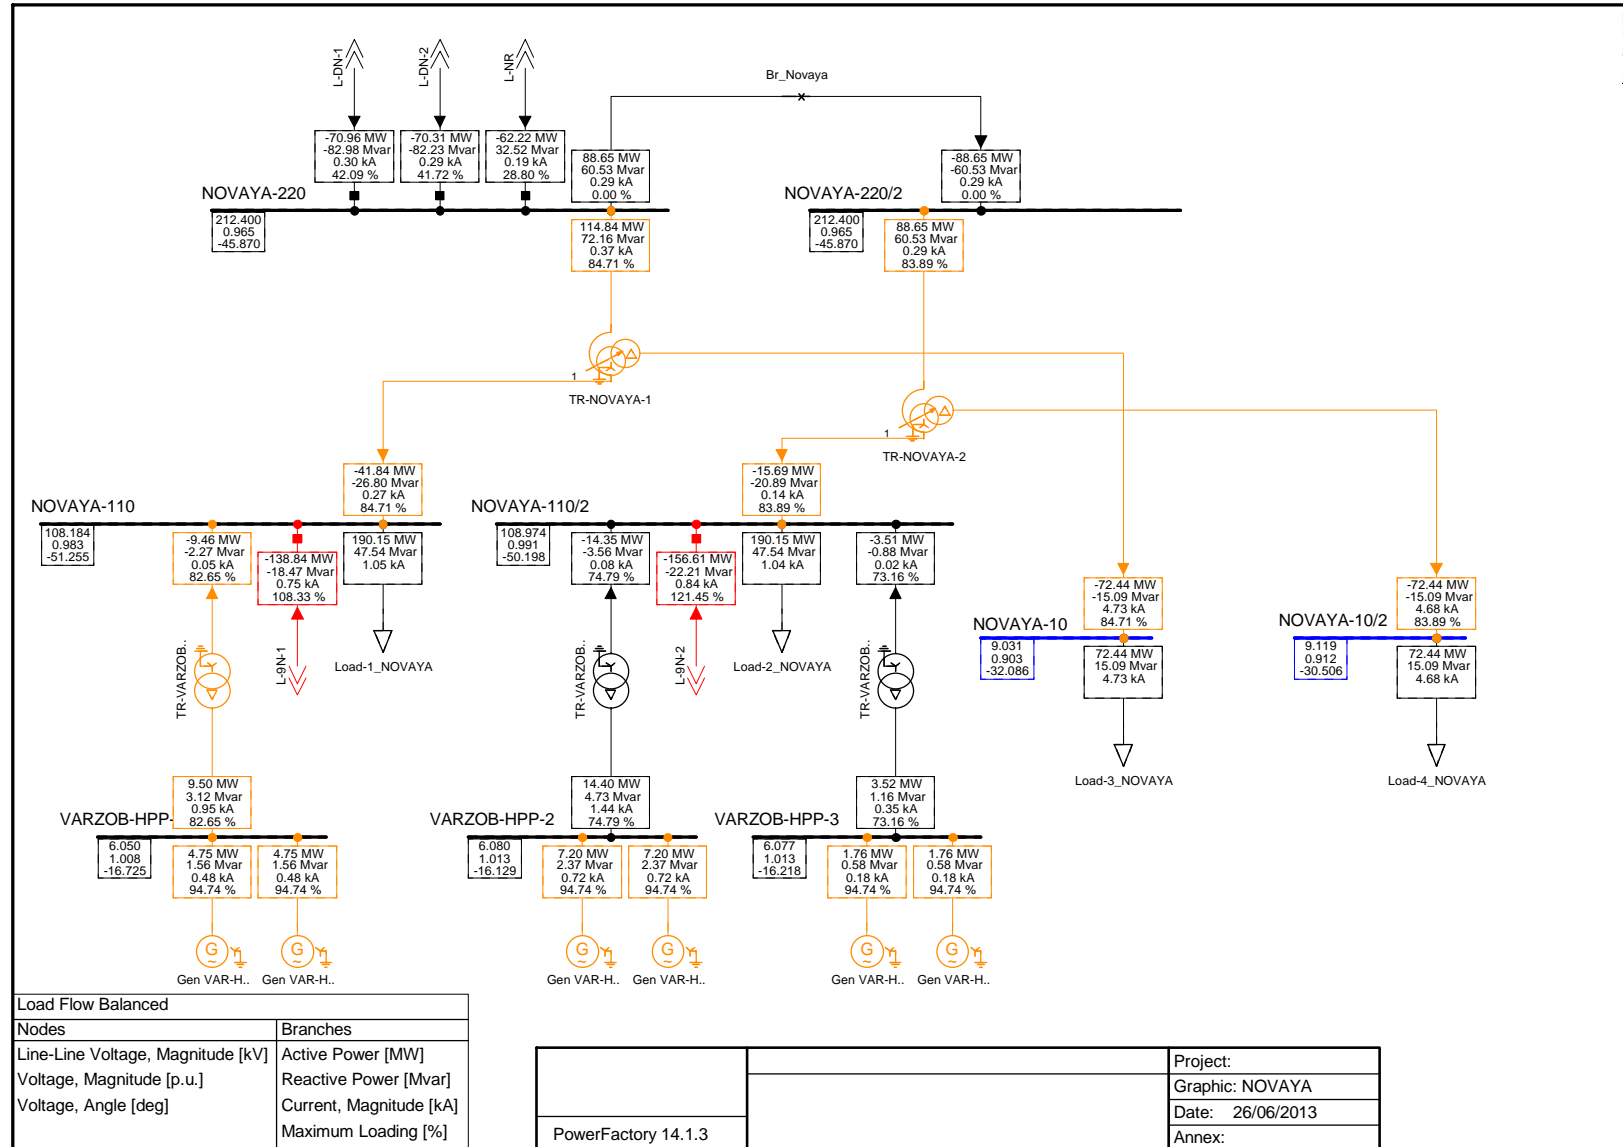 L-DN-1
L-DN-2
L-NR
Br_Novaya
-70.96 MW
-82.98 Mvar
0.30 kA
42.09 %
-70.31 MW
-82.23 Mvar
0.29 kA
41.72 %
-62.22 MW
32.52 Mvar
0.19 kA
28.80 %
88.65 MW
60.53 Mvar
0.29 kA
0.00 %
-88.65 MW
-60.53 Mvar
0.29 kA
0.00 %
NOVAYA-220
212.400
0.965
-45.870
114.84 MW
72.16 Mvar
0.37 kA
84.71 %
NOVAYA-220/2
212.400
0.965
-45.870
88.65 MW
60.53 Mvar
0.29 kA
83.89 %
1
TR-NOVAYA-1
1
TR-NOVAYA-2
-41.84 MW
-26.80 Mvar
0.27 kA
84.71 %
-15.69 MW
-20.89 Mvar
0.14 kA
83.89 %
NOVAYA-110
108.184
0.983
-51.255
-9.46 MW
-2.27 Mvar
0.05 kA
82.65 %
-138.84 MW
-18.47 Mvar
0.75 kA
108.33 %
190.15 MW
47.54 Mvar
1.05 kA
NOVAYA-110/2
108.974
0.991
-50.198
-14.35 MW
-3.56 Mvar
0.08 kA
74.79 %
-156.61 MW
-22.21 Mvar
0.84 kA
121.45 %
190.15 MW
47.54 Mvar
1.04 kA
-3.51 MW
-0.88 Mvar
0.02 kA
73.16 %
-72.44 MW
-15.09 Mvar
4.73 kA
84.71 %
-72.44 MW
-15.09 Mvar
4.68 kA
83.89 %
NOVAYA-10
9.031
0.903
-32.086
72.44 MW
15.09 Mvar
4.73 kA
NOVAYA-10/2
9.119
0.912
-30.506
72.44 MW
15.09 Mvar
4.68 kA
TR-VARZOB..
L-9N-1
Load-1_NOVAYA
TR-VARZOB..
L-9N-2
Load-2_NOVAYA
TR-VARZOB..
Load-3_NOVAYA
Load-4_NOVAYA
9.50 MW
3.12 Mvar
0.95 kA
82.65 %
14.40 MW
4.73 Mvar
1.44 kA
74.79 %
3.52 MW
1.16 Mvar
0.35 kA
73.16 %
VARZOB-HPP-
6.050
1.008
-16.725
4.75 MW
1.56 Mvar
0.48 kA
94.74 %
4.75 MW
1.56 Mvar
0.48 kA
94.74 %
VARZOB-HPP-2
6.080
1.013
-16.129
7.20 MW
2.37 Mvar
0.72 kA
94.74 %
7.20 MW
2.37 Mvar
0.72 kA
94.74 %
VARZOB-HPP-3
6.077
1.013
-16.218
1.76 MW
0.58 Mvar
0.18 kA
94.74 %
1.76 MW
0.58 Mvar
0.18 kA
94.74 %
G
~
G
~
G
~
G
~
G
~
G
~
Gen VAR-H..
Gen VAR-H..
Gen VAR-H..
Gen VAR-H..
Gen VAR-H..
Gen VAR-H..
Load Flow Balanced
Nodes
Branches
Line-Line Voltage, Magnitude [kV]
Active Power [MW]
Voltage, Magnitude [p.u.]
Reactive Power [Mvar]
Voltage, Angle [deg]
Current, Magnitude [kA]
Maximum Loading [%]
PowerFactory 14.1.3
Project:
Graphic: NOVAYA
Date: 26/06/2013
Annex: